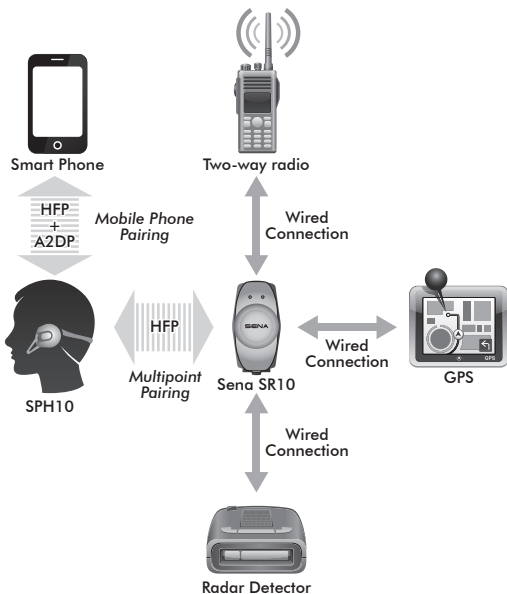 Smart Phone
Two-way radio
HFP
+
A2DP
Mobile Phone
Pairing
Wired
Connection
HFP
Multipoint
Pairing
SPH10
SENA
Sena SR10
Wired
Connection
GPS
GPS
Wired
Connection
Radar Detector